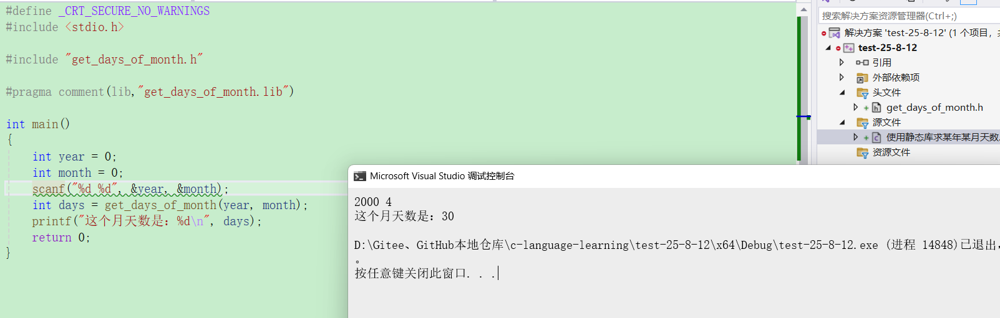 #define _CRT_SECURE_NO_WARNINGS
#include <stdio.h>
#include "get_days_of_month.h"
#pragma comment(lib,"get_days_of_month.lib")
int main()
{
int year = 0;
int month = 0;
scanf("%d %d", &year, &month);
int days = get_days_of_month(year, month);
printf("这个月天数是：%d\n", days);
return 0;
}
搜索解决方案资源管理器(Ctrl+;)
解决方案 'test-25-8-12' (1 个项目，
test-25-8-12
引用
外部依赖项
头文件
get_days_of_month.h
源文件
使用静态库求某年某月天数.
资源文件
Microsoft Visual Studio 调试控制台
2000 4
这个月天数是：30
D:\Gitee、GitHub本地仓库\c-language-learning\test-25-8-12\x64\Debug\test-25-8-12.exe (进程 14848)已退出，
。
按任意键关闭此窗口. . .